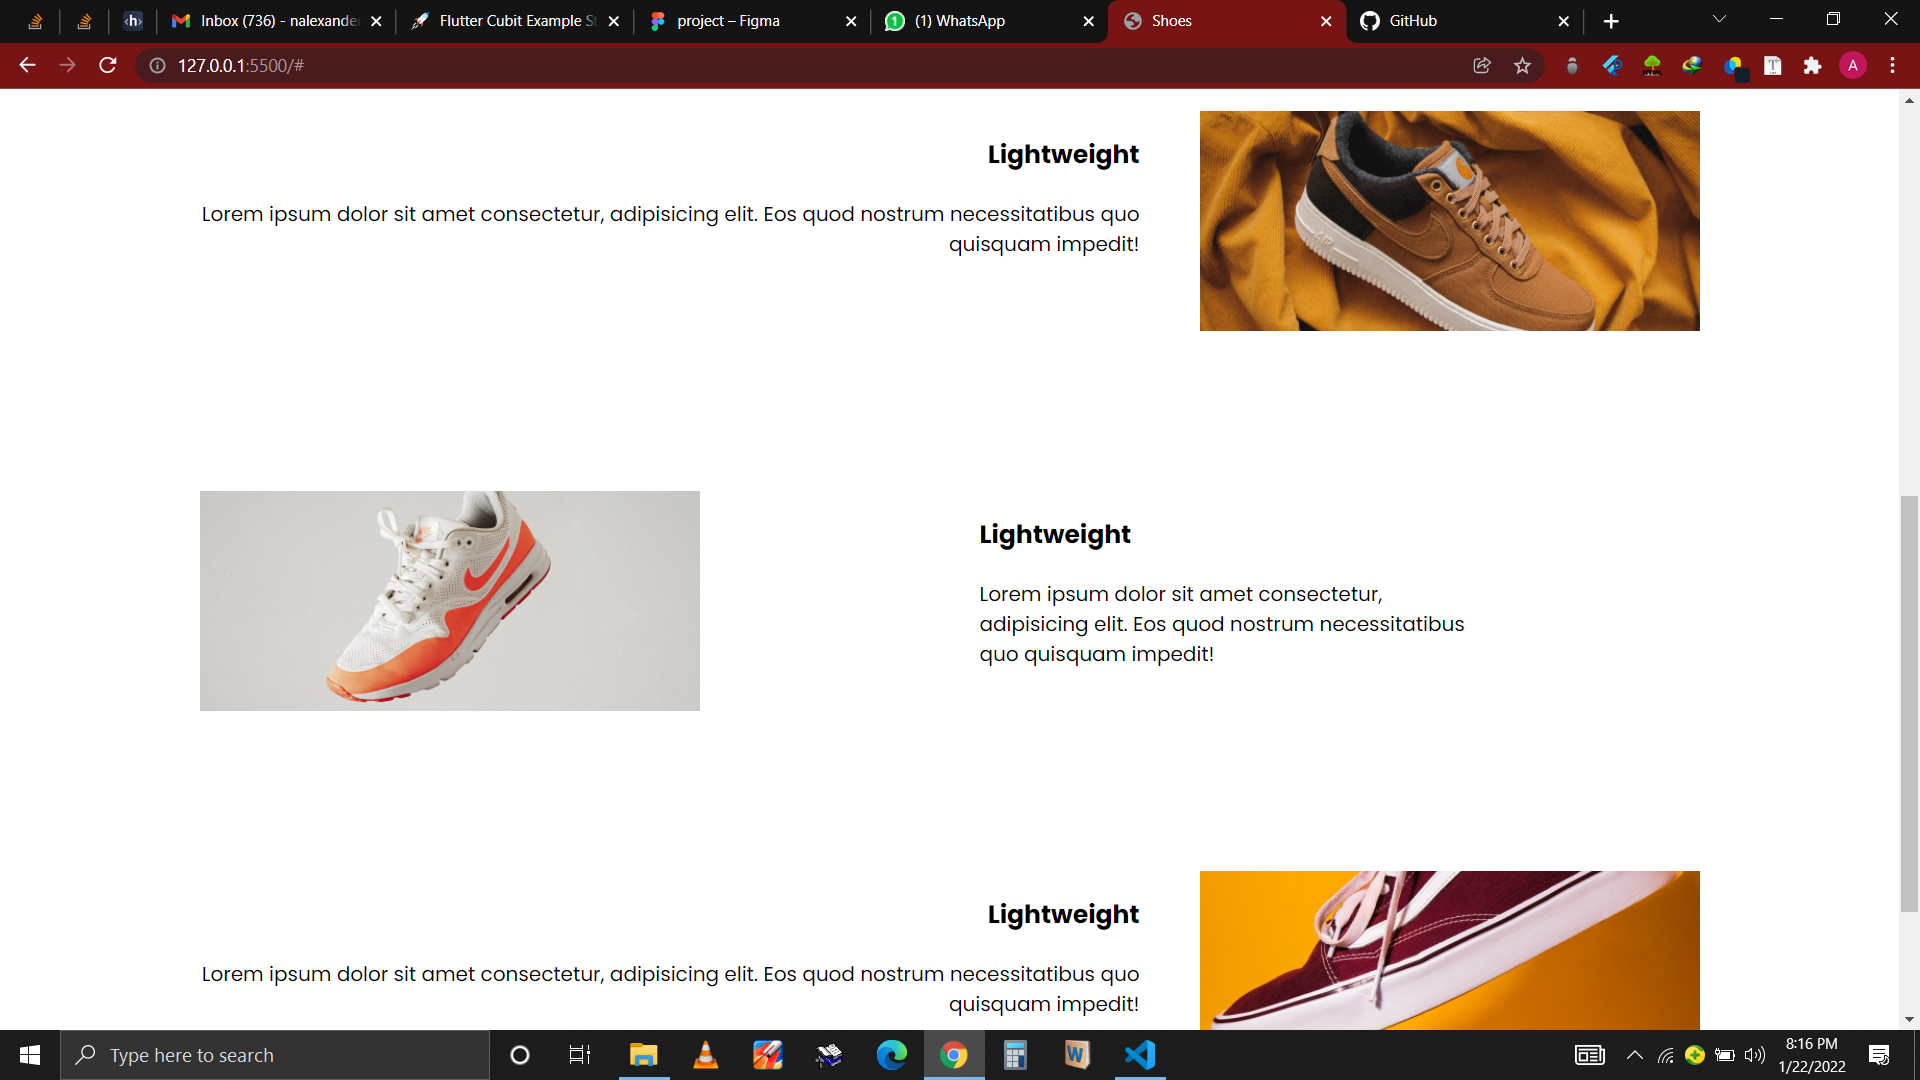 Inbox (736) - nalexande
Flutter Cubit Example S
project – Figma
(1) WhatsApp
Shoes
GitHub
127.0.0.1:5500/#
A
Lightweight
Lorem ipsum dolor sit amet consectetur, adipisicing elit. Eos quod nostrum necessitatibus quo
quisquam impedit!
Lightweight
Lorem ipsum dolor sit amet consectetur,
adipisicing elit. Eos quod nostrum necessitatibus
quo quisquam impedit!
Lightweight
Lorem ipsum dolor sit amet consectetur, adipisicing elit. Eos quod nostrum necessitatibus quo
quisquam impedit!
Type here to search
8:16 PM
1/22/2022